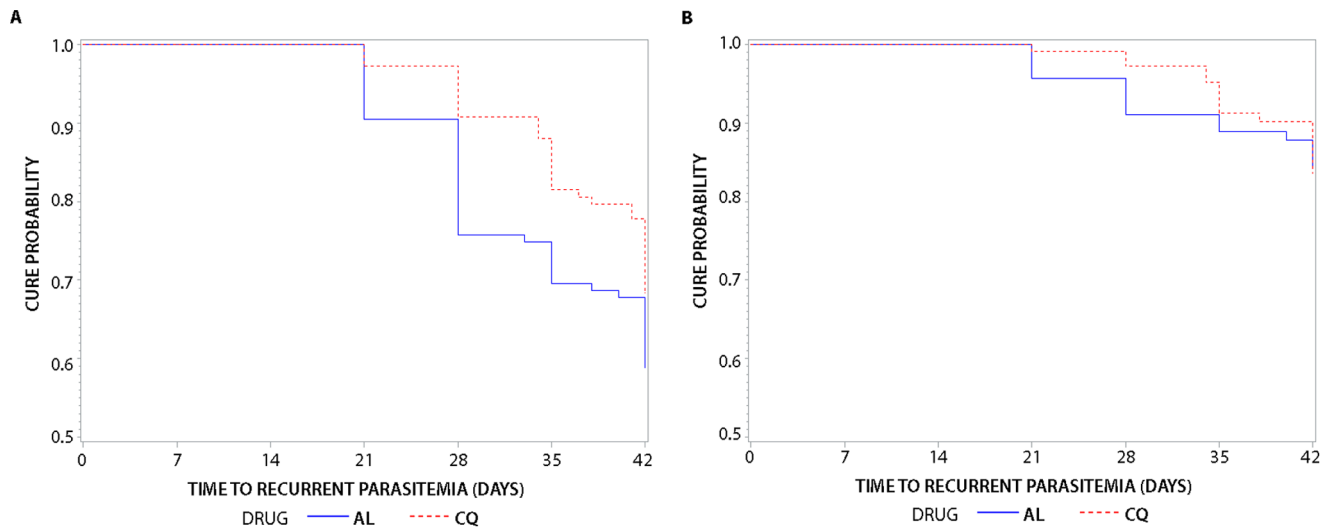 A
1.0
0.9
0.8
0.7
0.6
0.5
CURE PROBABILITY
0 7 14 21 28 35 42
TIME TO RECURRENT PARASITEMIA (DAYS)
DRUG AL CQ
B
1.0
0.9
0.8
0.7
0.6
0.5
CURE PROBABILITY
0 7 14 21 28 35 42
TIME TO RECURRENT PARASITEMIA (DAYS)
DRUG AL CQ